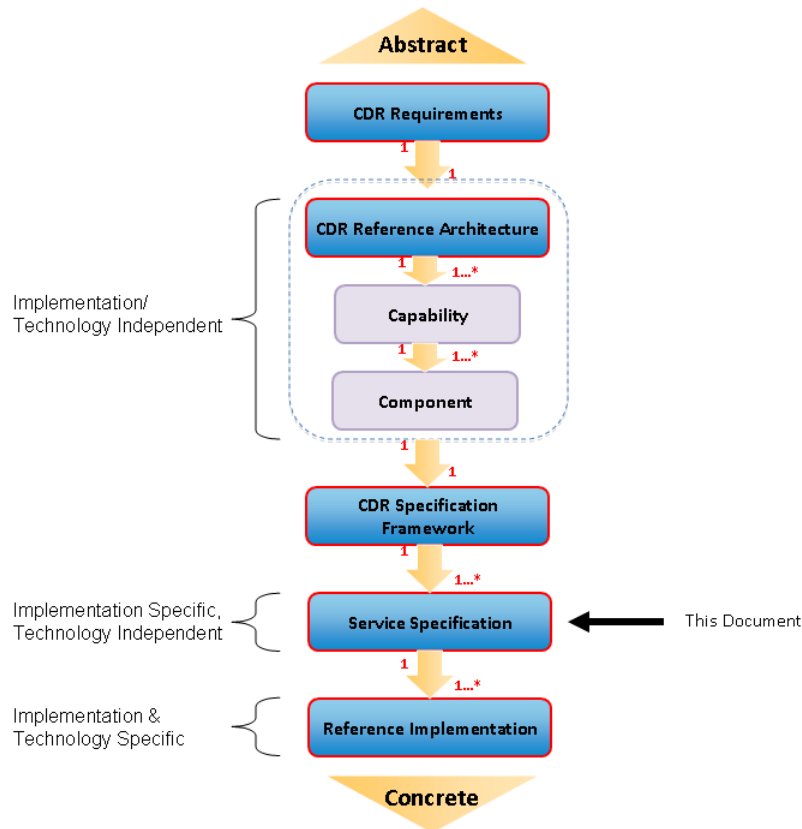 Abstract
CDR Requirements
1
1
CDR Reference Architecture
1
1...*
Implementation/
Technology Independent
Capability
1
1...*
Component
1
1
CDR Specification
Framework
1
1...*
Implementation Specific,
Technology Independent
Service Specification
This Document
1
1...*
Implementation &
Technology Specific
Reference Implementation
Concrete